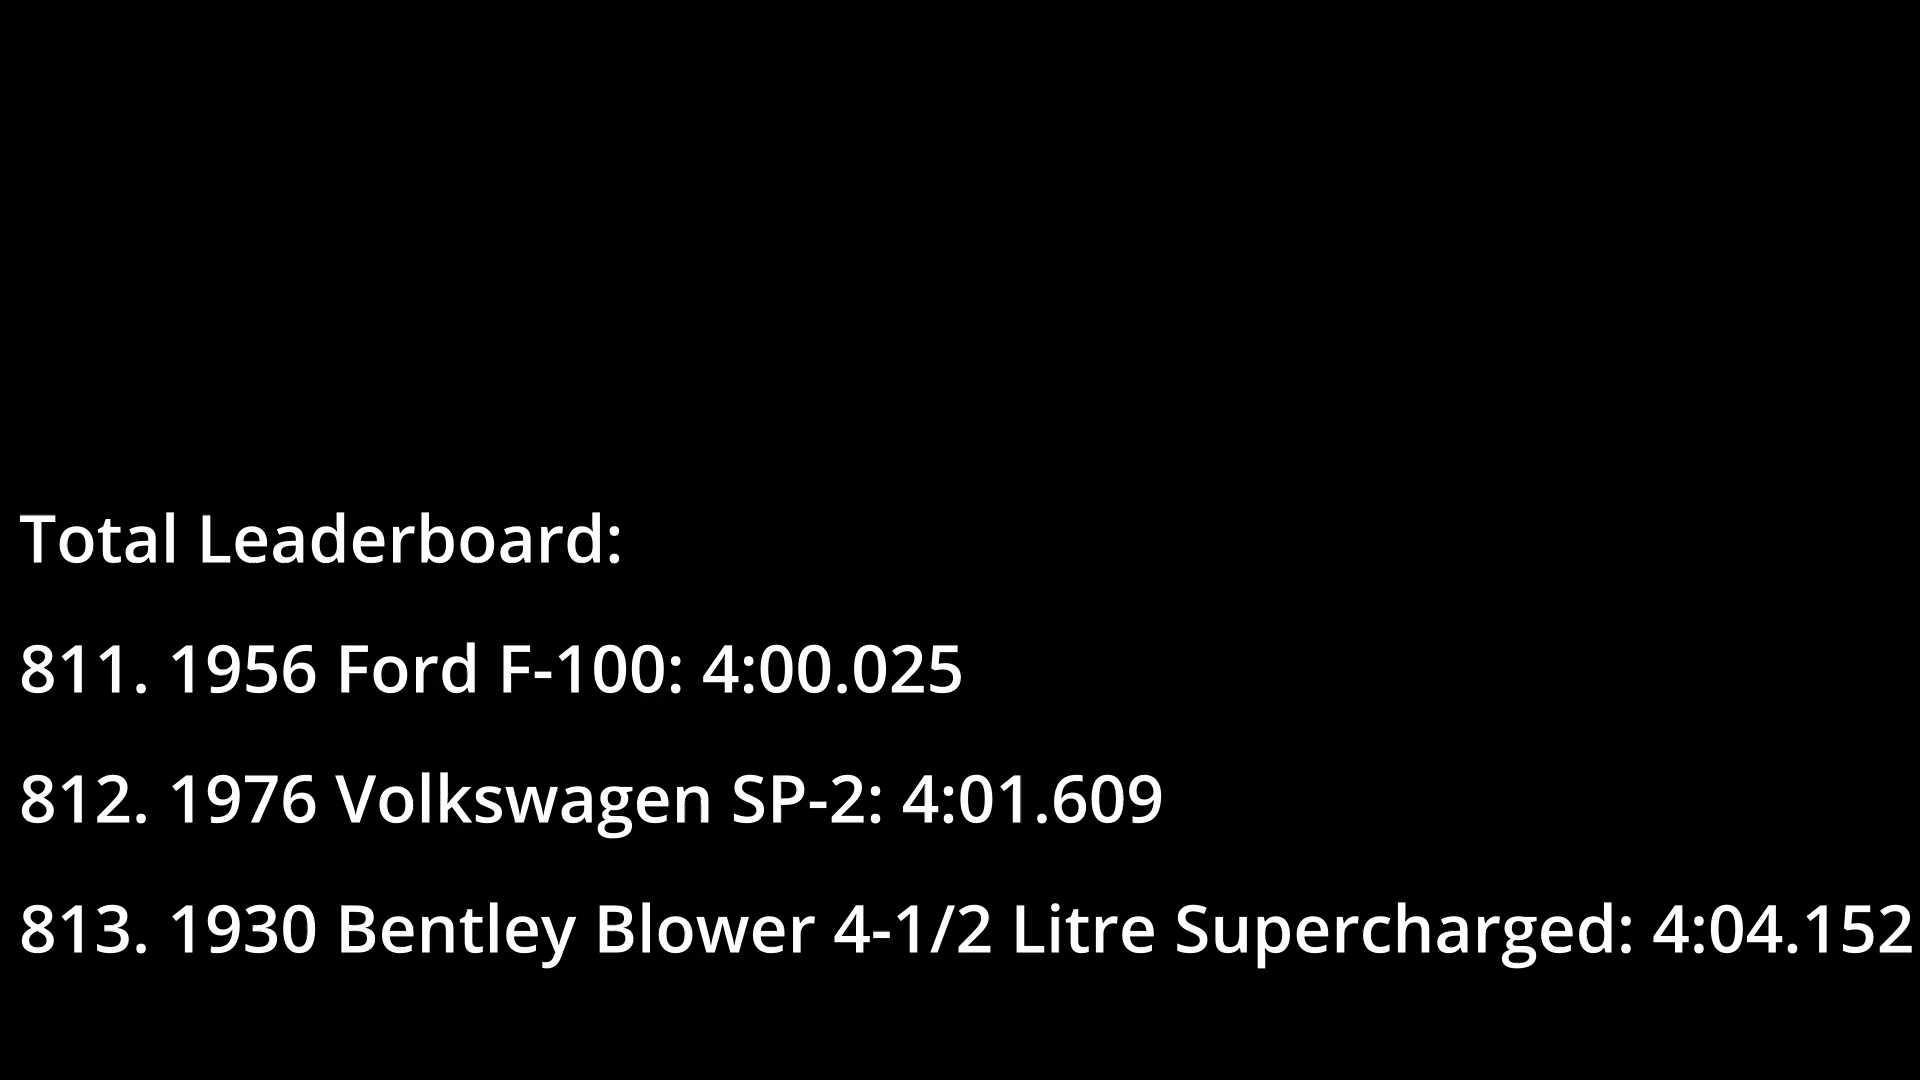 Total Leaderboard:
811. 1956 Ford F-100: 4:00.025
812. 1976 Volkswagen SP-2: 4:01.609
813. 1930 Bentley Blower 4-1/2 Litre Supercharged: 4:04.152